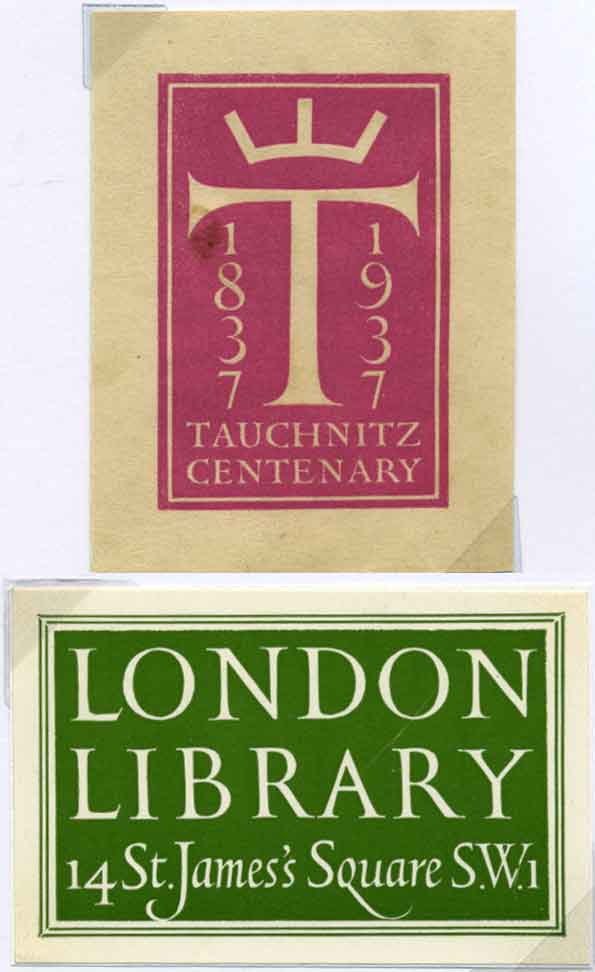 T
1837
1937
TAUCHNITZ
CENTENARY
LONDON
LIBRARY
14 St. James's Square S.W.1